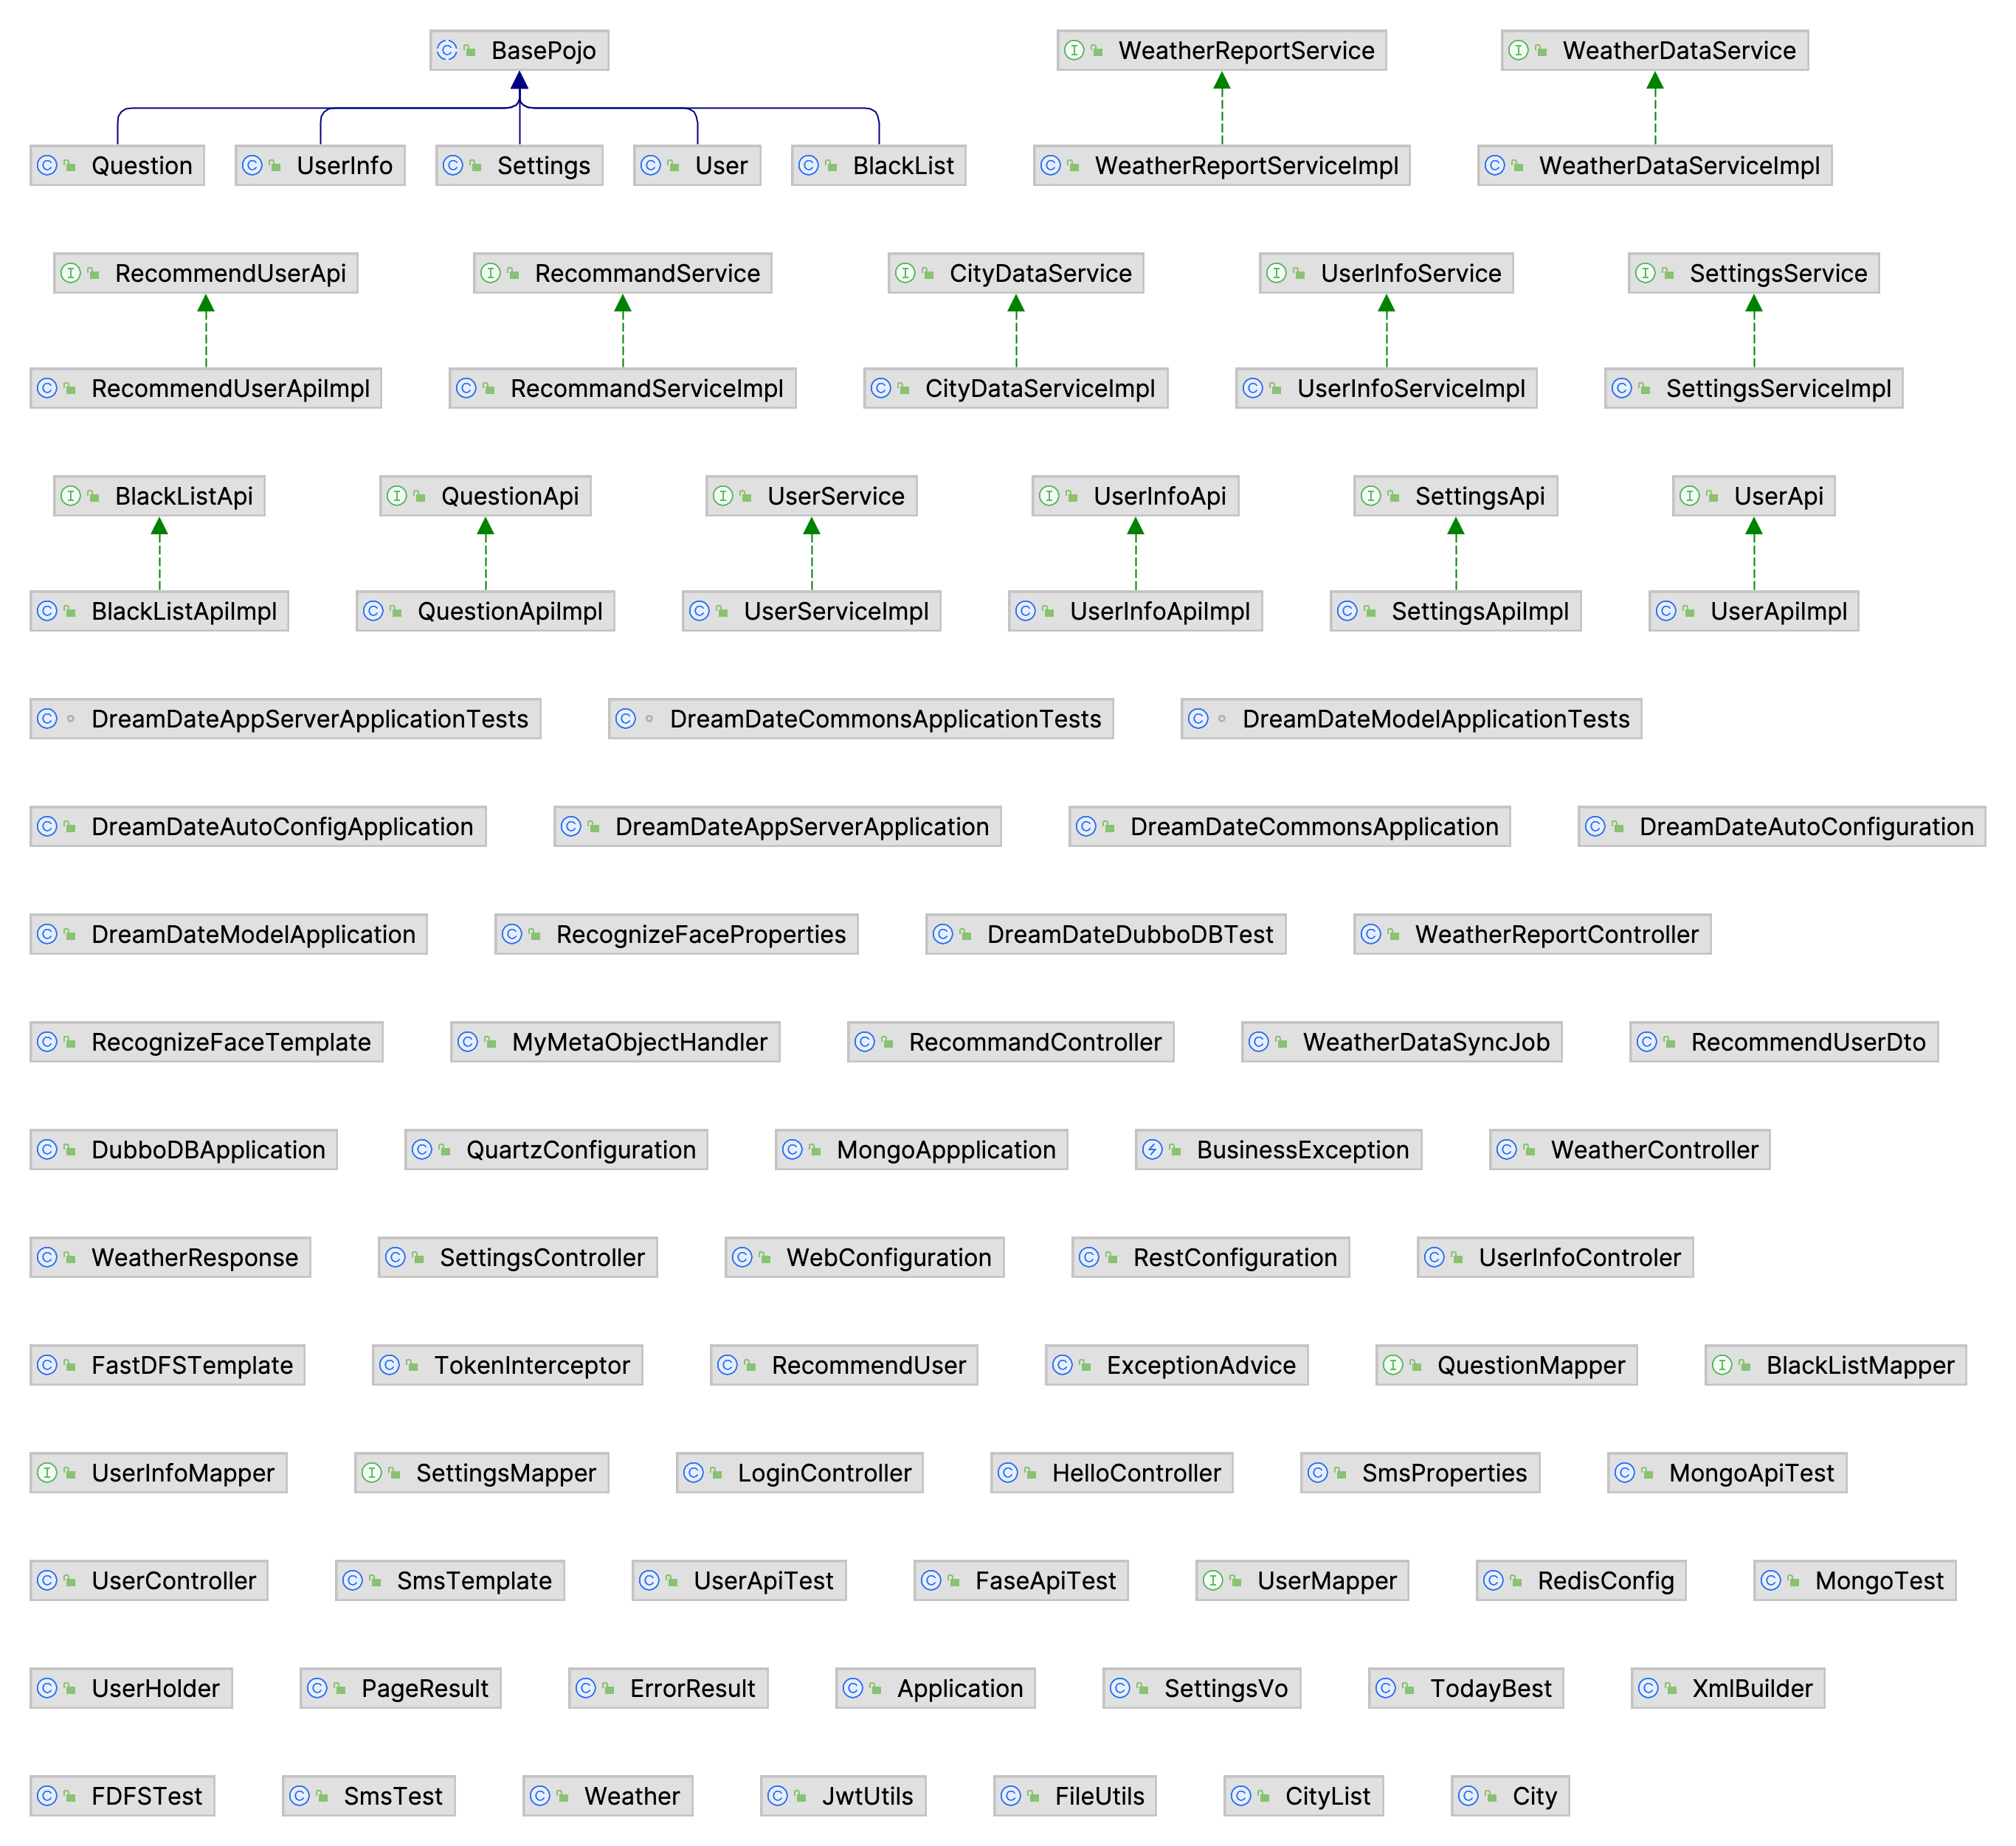 BasePojo WeatherReportService WeatherDataService
Question UserInfo Settings User BlackList WeatherReportServiceImpl WeatherDataServiceImpl
RecommendUserApi RecommandService CityDataService UserInfoService SettingsService
RecommendUserApiImpl RecommandServiceImpl CityDataServiceImpl UserInfoServiceImpl SettingsServiceImpl
BlackListApi QuestionApi UserService UserInfoApi SettingsApi UserApi
BlackListApiImpl QuestionApiImpl UserServiceImpl UserInfoApiImpl SettingsApiImpl UserApiImpl
DreamDateAppServerApplicationTests DreamDateCommonsApplicationTests DreamDateModelApplicationTests
DreamDateAutoConfigApplication DreamDateAppServerApplication DreamDateCommonsApplication DreamDateAutoConfiguration
DreamDateModelApplication RecognizeFaceProperties DreamDateDubboDBTest WeatherReportController
RecognizeFaceTemplate MyMetaObjectHandler RecommandController WeatherDataSyncJob RecommendUserDto
DubboDBApplication QuartzConfiguration MongoAppplication BusinessException WeatherController
WeatherResponse SettingsController WebConfiguration RestConfiguration UserInfoControler
FastDFSTemplate TokenInterceptor RecommendUser ExceptionAdvice QuestionMapper BlackListMapper
UserInfoMapper SettingsMapper LoginController HelloController SmsProperties MongoApiTest
UserController SmsTemplate UserApiTest FaseApiTest UserMapper RedisConfig MongoTest
UserHolder PageResult ErrorResult Application SettingsVo TodayBest XmlBuilder
FDFSTest SmsTest Weather JwtUtils FileUtils CityList City